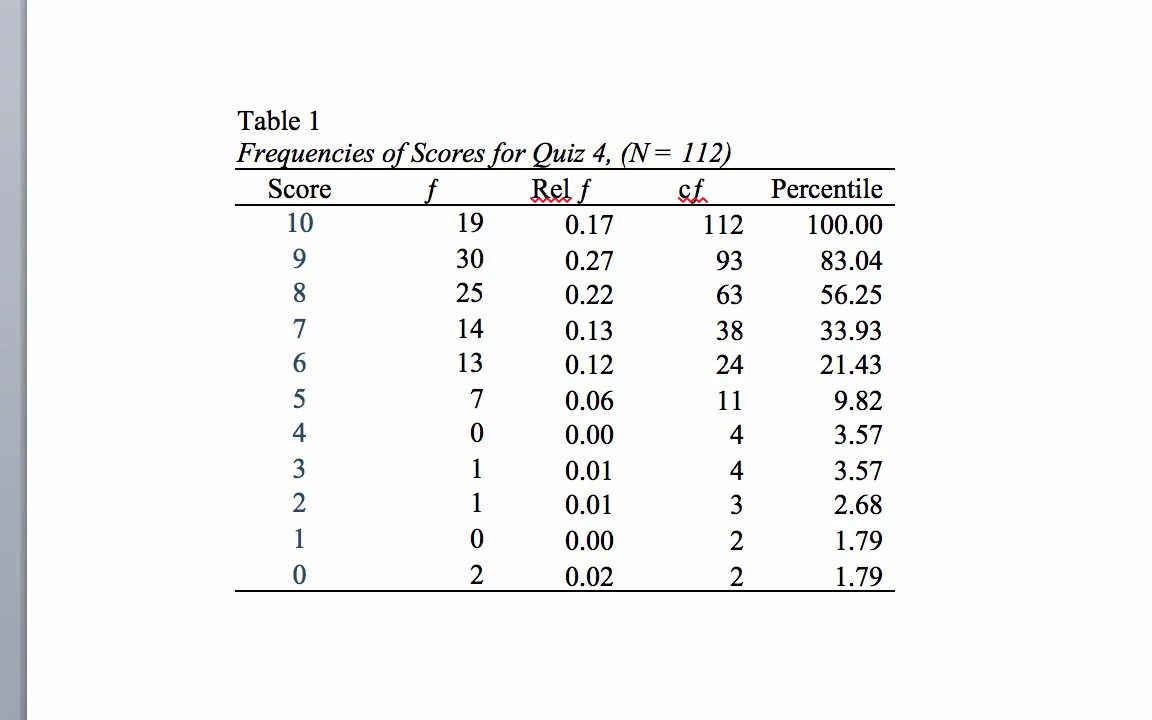 Table 1
Frequencies of Scores for Quiz 4, (N = 112)
Score f Rel f cf Percentile
10 19 0.17 112 100.00
9 30 0.27 93 83.04
8 25 0.22 63 56.25
7 14 0.13 38 33.93
6 13 0.12 24 21.43
5 7 0.06 11 9.82
4 0 0.00 4 3.57
3 1 0.01 4 3.57
2 1 0.01 3 2.68
1 0 0.00 2 1.79
0 2 0.02 2 1.79